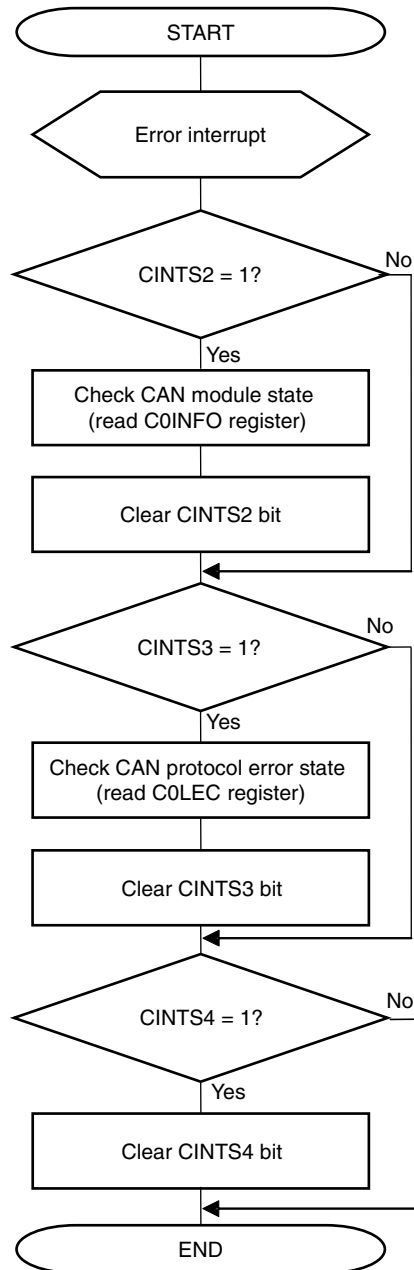 START
Error interrupt
CINTS2 = 1?
No
Yes
Check CAN module state
(read C0INFO register)
Clear CINTS2 bit
CINTS3 = 1?
No
Yes
Check CAN protocol error state
(read C0LEC register)
Clear CINTS3 bit
CINTS4 = 1?
No
Yes
Clear CINTS4 bit
END